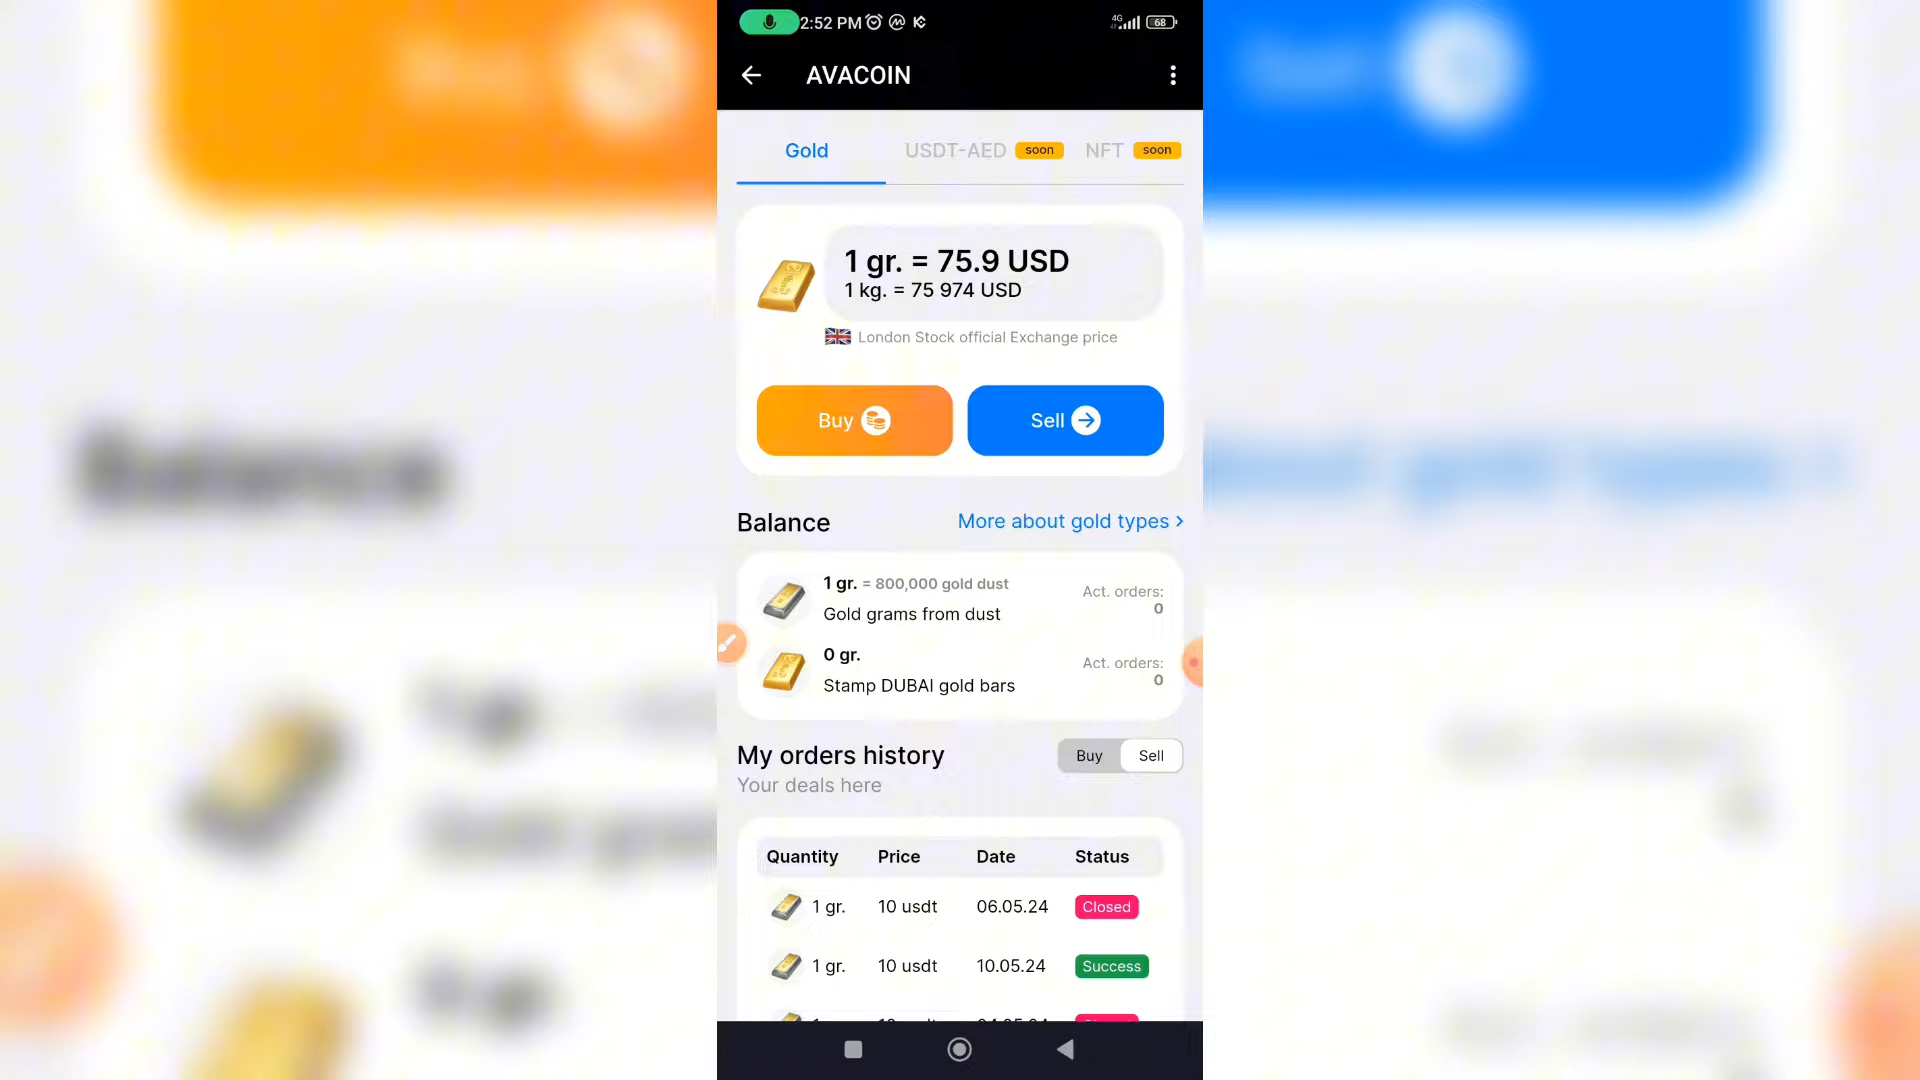 2:52 PM
4G
68
AVACOIN
Gold
USDT-AED soon
NFT soon
1 gr. = 75.9 USD
1 kg. = 75 974 USD
London Stock official Exchange price
Buy
Sell
Balance
More about gold types
1 gr. = 800,000 gold dust
Gold grams from dust
Act. orders:
0
0 gr.
Stamp DUBAI gold bars
Act. orders:
0
My orders history
Your deals here
Buy
Sell
Quantity Price Date Status
1 gr. 10 usdt 06.05.24 Closed
1 gr. 10 usdt 10.05.24 Success